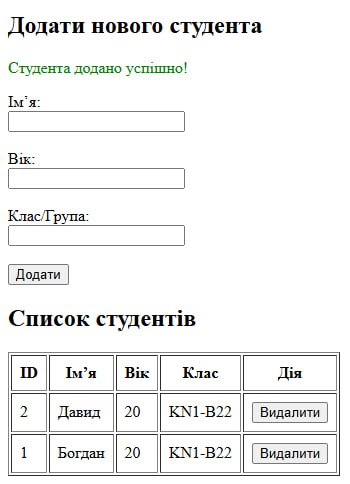 Додати нового студента
Студента додано успішно!
Ім’я:
Вік:
Клас/Група:
Додати
Список студентів
ID Ім’я Вік Клас Дія
2 Давид 20 KN1-B22 Видалити
1 Богдан 20 KN1-B22 Видалити